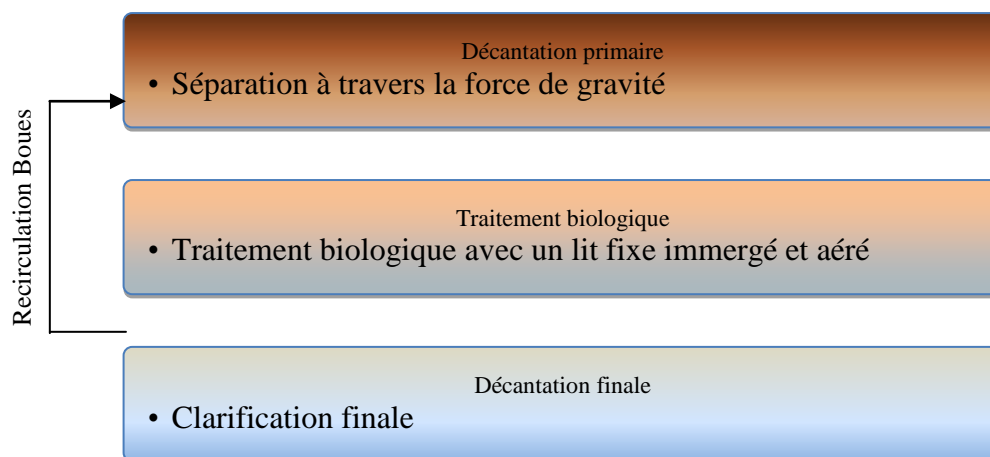 Décantation primaire
• Séparation à travers la force de gravité
Recirculation Boues
Traitement biologique
• Traitement biologique avec un lit fixe immergé et aéré
Décantation finale
• Clarification finale